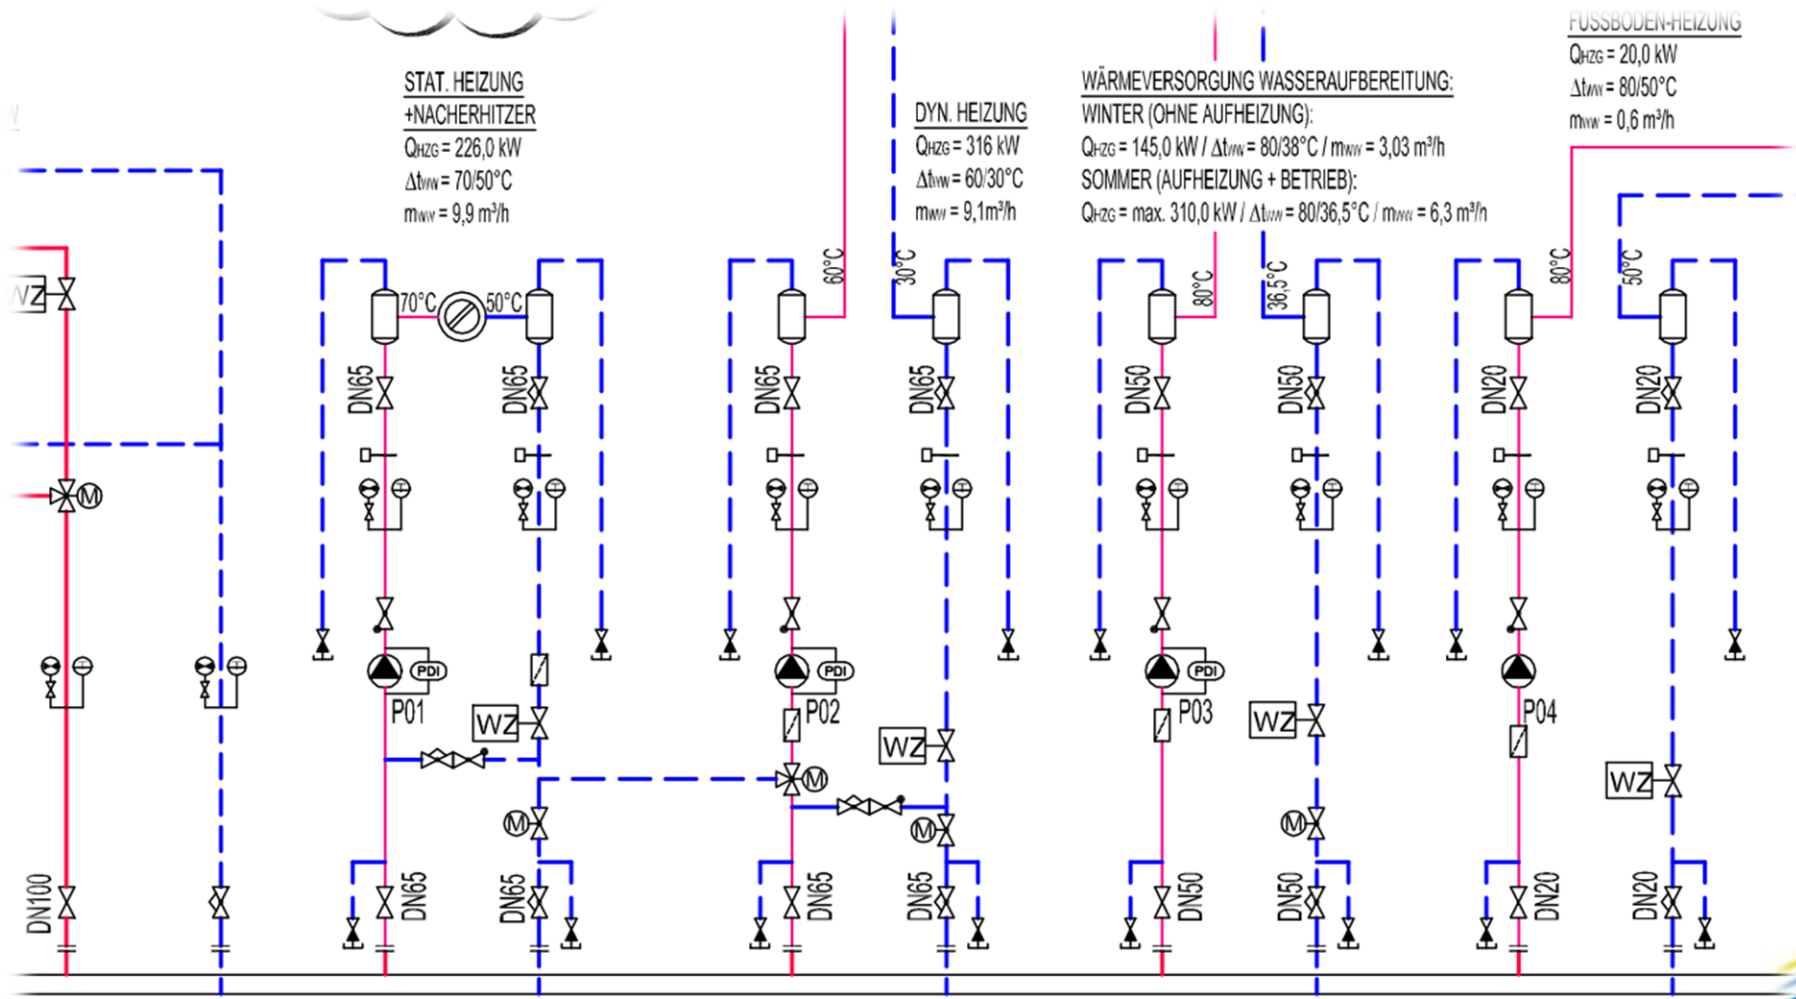 STAT. HEIZUNG
+NACHERHITZER
QHZG = 226,0 kW
Δtww = 70/50°C
mww = 9,9 m³/h
DYN. HEIZUNG
QHZG = 316 kW
Δtww = 60/30°C
mww = 9,1m³/h
WÄRMEVERSORGUNG WASSERAUFBEREITUNG:
WINTER (OHNE AUFHEIZUNG):
QHZG = 145,0 kW / Δtww = 80/38°C / mww = 3,03 m³/h
SOMMER (AUFHEIZUNG + BETRIEB):
QHZG = max. 310,0 kW / Δtww = 80/36,5°C / mww = 6,3 m³/h
FUSSBODEN-HEIZUNG
QHZG = 20,0 kW
Δtww = 80/50°C
mww = 0,6 m³/h
WZ
70°C
50°C
60°C
30°C
80°C
36,5°C
80°C
50°C
DN65
DN65
DN65
DN65
DN50
DN50
DN20
DN20
M
PDI
PDI
PDI
P01
P02
P03
P04
WZ
WZ
WZ
WZ
M
M
M
M
DN100
DN65
DN65
DN65
DN65
DN50
DN50
DN20
DN20